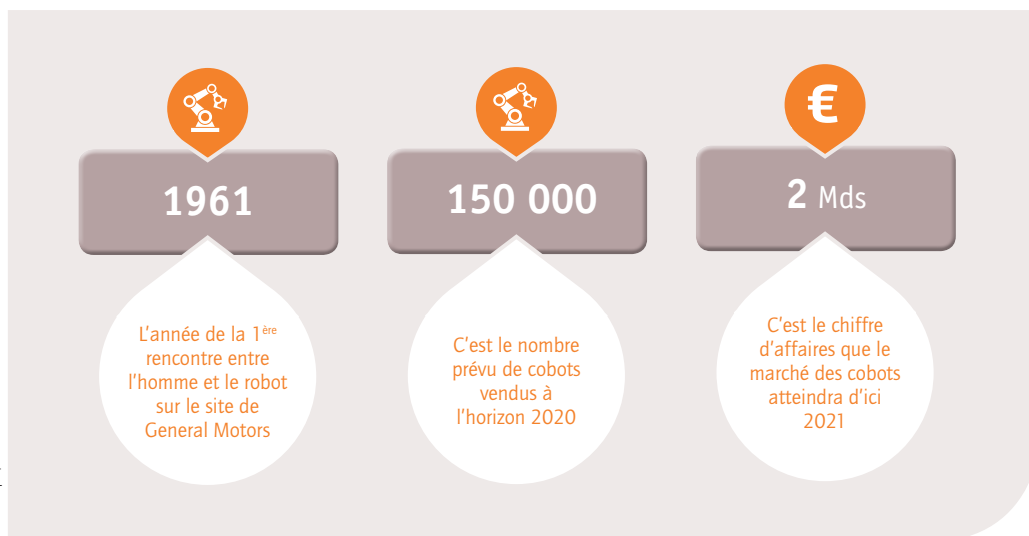 €
1961
150 000
2 Mds
L'année de la 1ère
rencontre entre
l'homme et le robot
sur le site de
General Motors
C'est le nombre
prévu de cobots
vendus à
l'horizon 2020
C'est le chiffre
d'affaires que le
marché des cobots
atteindra d'ici
2021